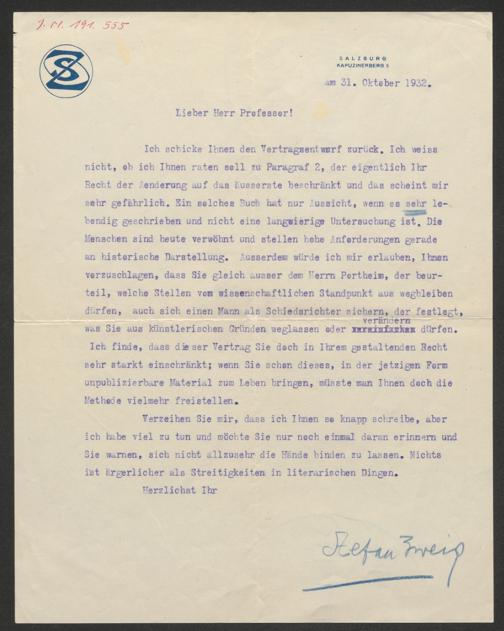 J. N. 191.555
SZ
SALZBURG
KAPUZINERBERG 5
am 31. Oktober 1932.
Lieber Herr Professor!
Ich schicke Ihnen den Vertragsentwurf zurück. Ich weiss
nicht, ob ich Ihnen raten soll zu Paragraf 2, der eigentlich Ihr
Recht der Aenderung auf das äusserste beschränkt und das scheint mir
sehr gefährlich. Ein solches Buch hat nur Aussicht, wenn es sehr le-
bendig geschrieben und nicht eine langwierige Untersuchung ist. Die
Menschen sind heute verwöhnt und stellen hohe Anforderungen gerade
an historische Darstellung. Ausserdem würde ich mir erlauben, Ihnen
vorzuschlagen, dass Sie gleich ausser dem Herrn Pertheim, der beur-
teil, welche Stellen vom wissenschaftlichen Standpunkt aus wegbleiben
dürfen, auch sich einen Mann als Schiedsrichter sichern, der festlegt,
verändern
was Sie aus künstlerischen Gründen weglassen oder dürfen.
Ich finde, dass dieser Vertrag Sie doch in Ihrem gestaltenden Recht
sehr starkt einschränkt; wenn Sie schon dieses, in der jetzigen Form
unpublizierbare Material zum Leben bringen, müsste man Ihnen doch die
Methode vielmehr freistellen.
Verzeihen Sie mir, dass ich Ihnen so knapp schreibe, aber
ich habe viel zu tun und möchte Sie nur noch einmal daran erinnern und
Sie warnen, sich nicht allzusehr die Hände binden zu lassen. Nichts
ist ärgerlicher als Streitigkeiten in literarischen Dingen.
Herzlichst Ihr
Stefan Zweig